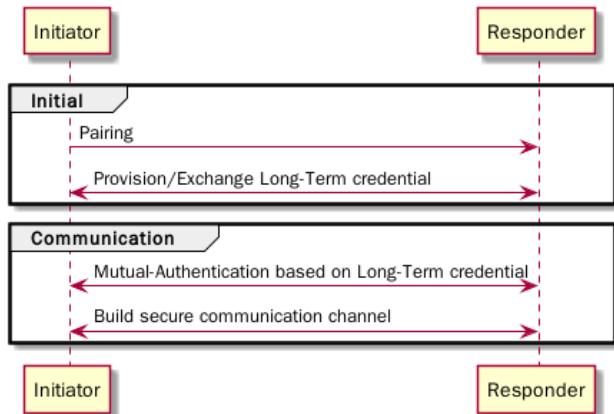 Initiator
Responder
Initial
Pairing
Provision/Exchange Long-Term credential
Communication
Mutual-Authentication based on Long-Term credential
Build secure communication channel
Initiator
Responder